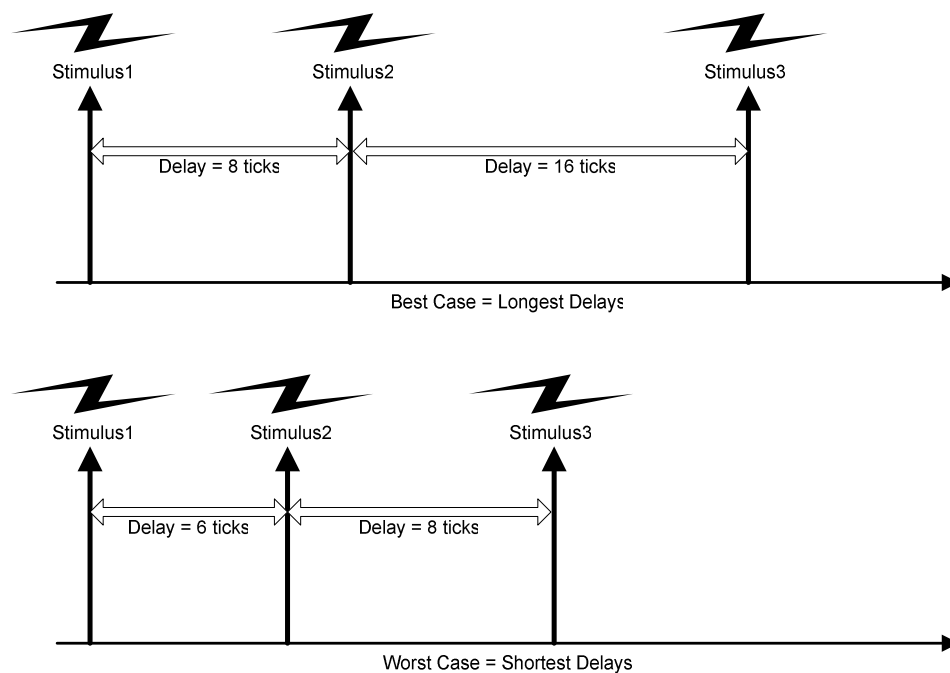 Stimulus1 Stimulus2 Stimulus3
Delay = 8 ticks Delay = 16 ticks
Best Case = Longest Delays
Stimulus1 Stimulus2 Stimulus3
Delay = 6 ticks Delay = 8 ticks
Worst Case = Shortest Delays